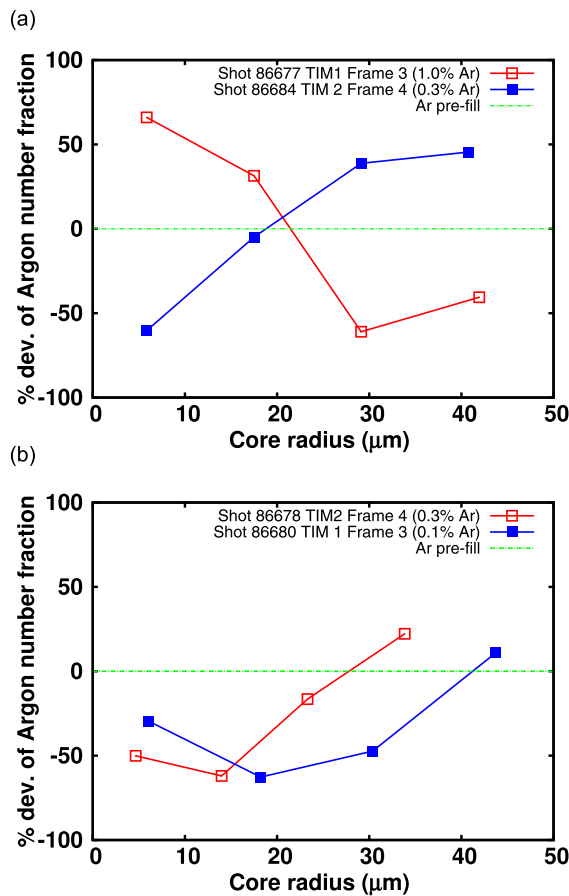 (a)
% dev. of Argon number fraction
100
50
0
-50
-100
Shot 86677 TIM1 Frame 3 (1.0% Ar)
Shot 86684 TIM 2 Frame 4 (0.3% Ar)
Ar pre-fill
0 10 20 30 40 50
Core radius (μm)
(b)
% dev. of Argon number fraction
100
50
0
-50
-100
Shot 86678 TIM2 Frame 4 (0.3% Ar)
Shot 86680 TIM 1 Frame 3 (0.1% Ar)
Ar pre-fill
0 10 20 30 40 50
Core radius (μm)